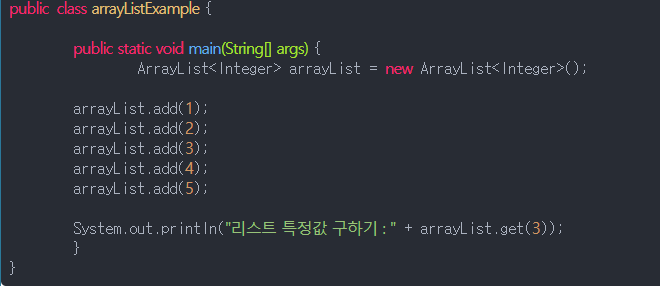 public class arrayListExample {
public static void main(String[] args) {
ArrayList<Integer> arrayList = new ArrayList<Integer>();
arrayList.add(1);
arrayList.add(2);
arrayList.add(3);
arrayList.add(4);
arrayList.add(5);
System.out.println("리스트 특정값 구하기 : " + arrayList.get(3));
}
}